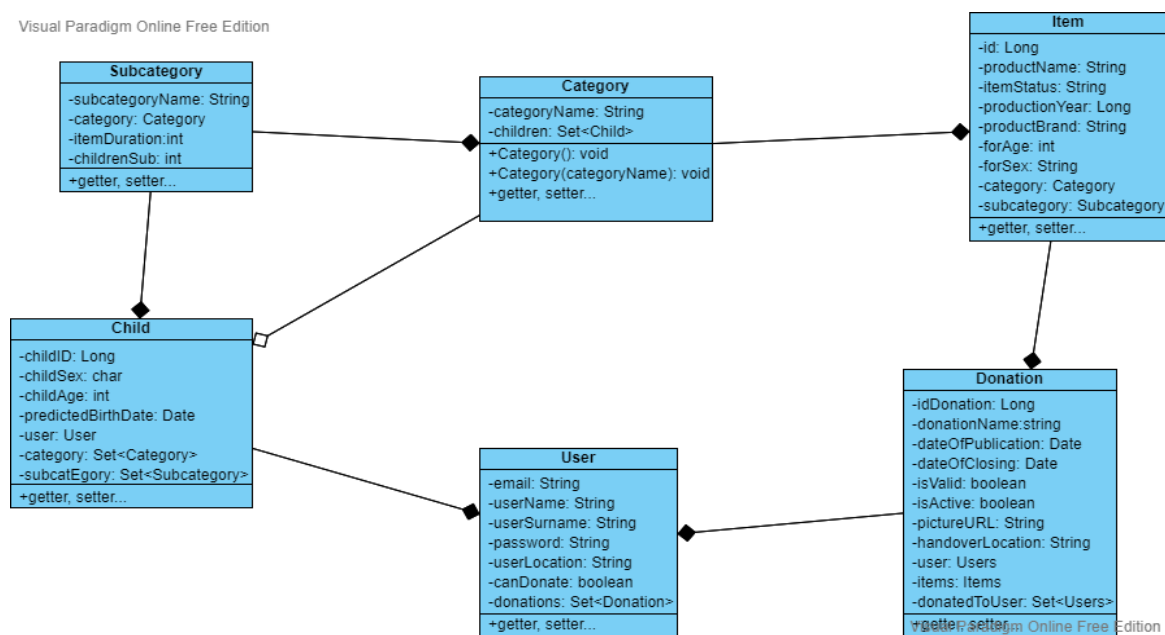 Visual Paradigm Online Free Edition
Subcategory
-subcategoryName: String
-category: Category
-itemDuration:int
-childrenSub: int
+getter, setter...
Category
-categoryName: String
-children: Set<Child>
+Category(): void
+Category(categoryName): void
+getter, setter...
Item
-id: Long
-productName: String
-itemStatus: String
-productionYear: Long
-productBrand: String
-forAge: int
-forSex: String
-category: Category
-subcategory: Subcategory
+getter, setter...
Child
-childID: Long
-childSex: char
-childAge: int
-predictedBirthDate: Date
-user: User
-category: Set<Category>
-subcatEgory: Set<Subcategory>
+getter, setter...
User
-email: String
-userName: String
-userSurname: String
-password: String
-userLocation: String
-canDonate: boolean
-donations: Set<Donation>
+getter, setter...
Donation
-idDonation: Long
-donationName:string
-dateOfPublication: Date
-dateOfClosing: Date
-isValid: boolean
-isActive: boolean
-pictureURL: String
-handoverLocation: String
-user: Users
-items: Items
-donatedToUser: Set<Users>
+getter, setter...
Visual Paradigm Online Free Edition